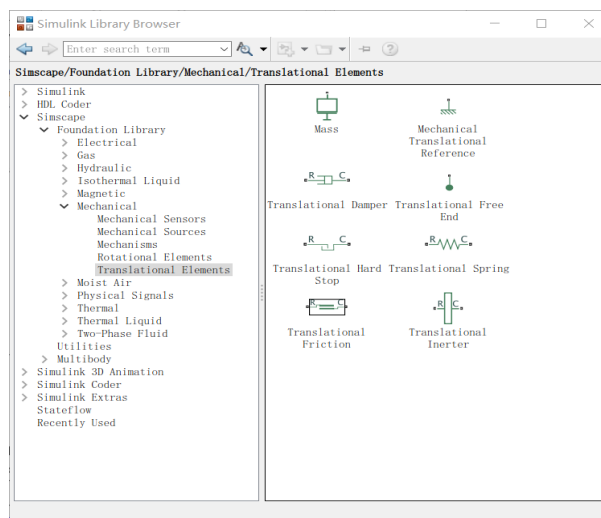 Simulink Library Browser
Enter search term
Simscape/Foundation Library/Mechanical/Translational Elements
Simulink
HDL Coder
Simscape
Foundation Library
Electrical
Gas
Hydraulic
Isothermal Liquid
Magnetic
Mechanical
Mechanical Sensors
Mechanical Sources
Mechanisms
Rotational Elements
Translational Elements
Moist Air
Physical Signals
Thermal
Thermal Liquid
Two-Phase Fluid
Utilities
Multibody
Simulink 3D Animation
Simulink Coder
Simulink Extras
Stateflow
Recently Used
Mass
Mechanical
Translational
Reference
R C
Translational Damper
Translational Free
End
R C
Translational Hard
Stop
R C
Translational Spring
R C
Translational
Friction
R C
Translational
Inerter